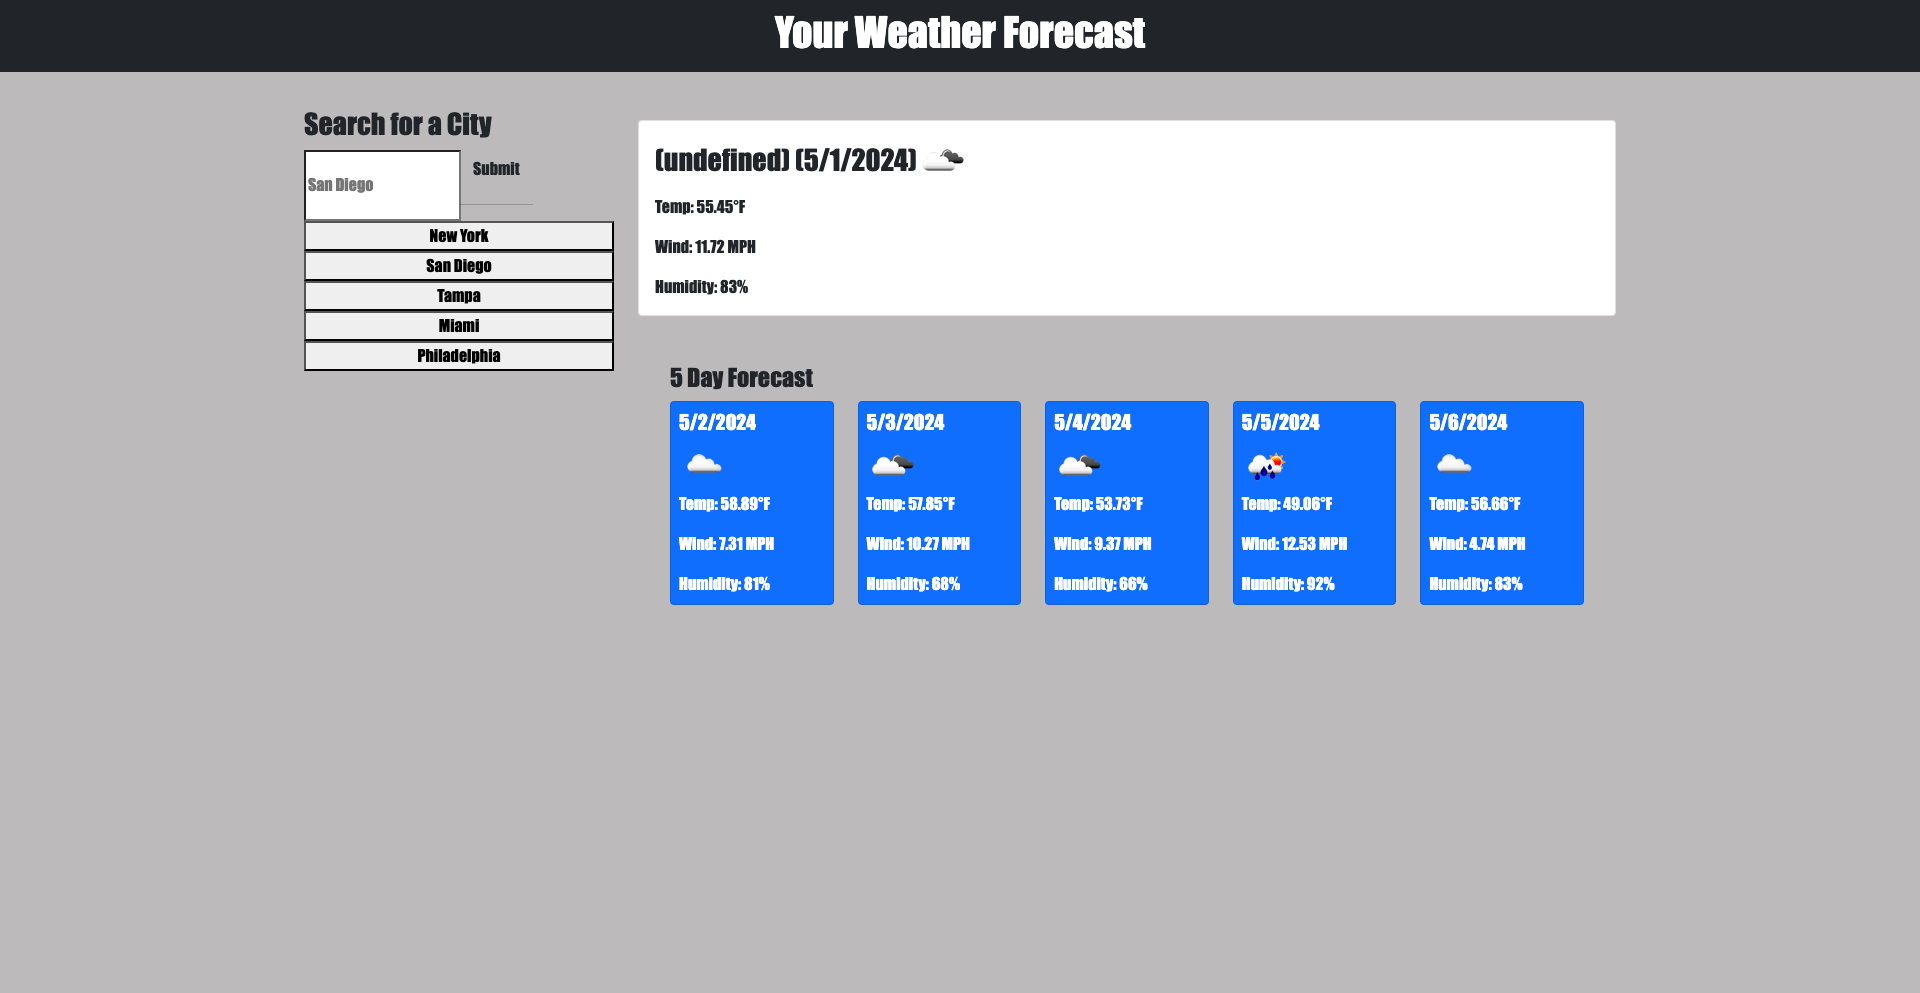 Your Weather Forecast
Search for a City
San Diego
Submit
New York
San Diego
Tampa
Miami
Philadelphia
(undefined) (5/1/2024)
Temp: 55.45°F
Wind: 11.72 MPH
Humidity: 83%
5 Day Forecast
5/2/2024
Temp: 58.89°F
Wind: 7.31 MPH
Humidity: 81%
5/3/2024
Temp: 57.85°F
Wind: 10.27 MPH
Humidity: 68%
5/4/2024
Temp: 53.73°F
Wind: 9.37 MPH
Humidity: 66%
5/5/2024
Temp: 49.06°F
Wind: 12.53 MPH
Humidity: 92%
5/6/2024
Temp: 56.66°F
Wind: 4.74 MPH
Humidity: 83%